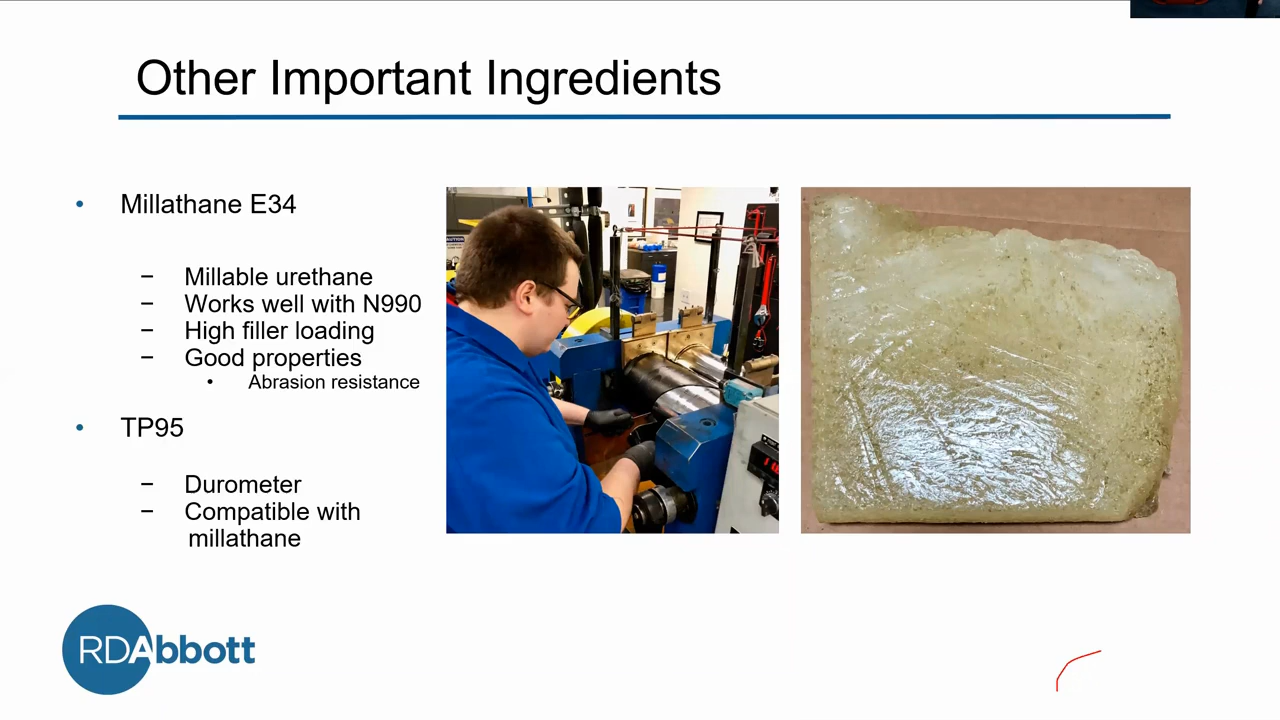 Other Important Ingredients
• Millathane E34
− Millable urethane
− Works well with N990
− High filler loading
− Good properties
• Abrasion resistance
• TP95
− Durometer
− Compatible with
millathane
CAUTION
RDAbbott